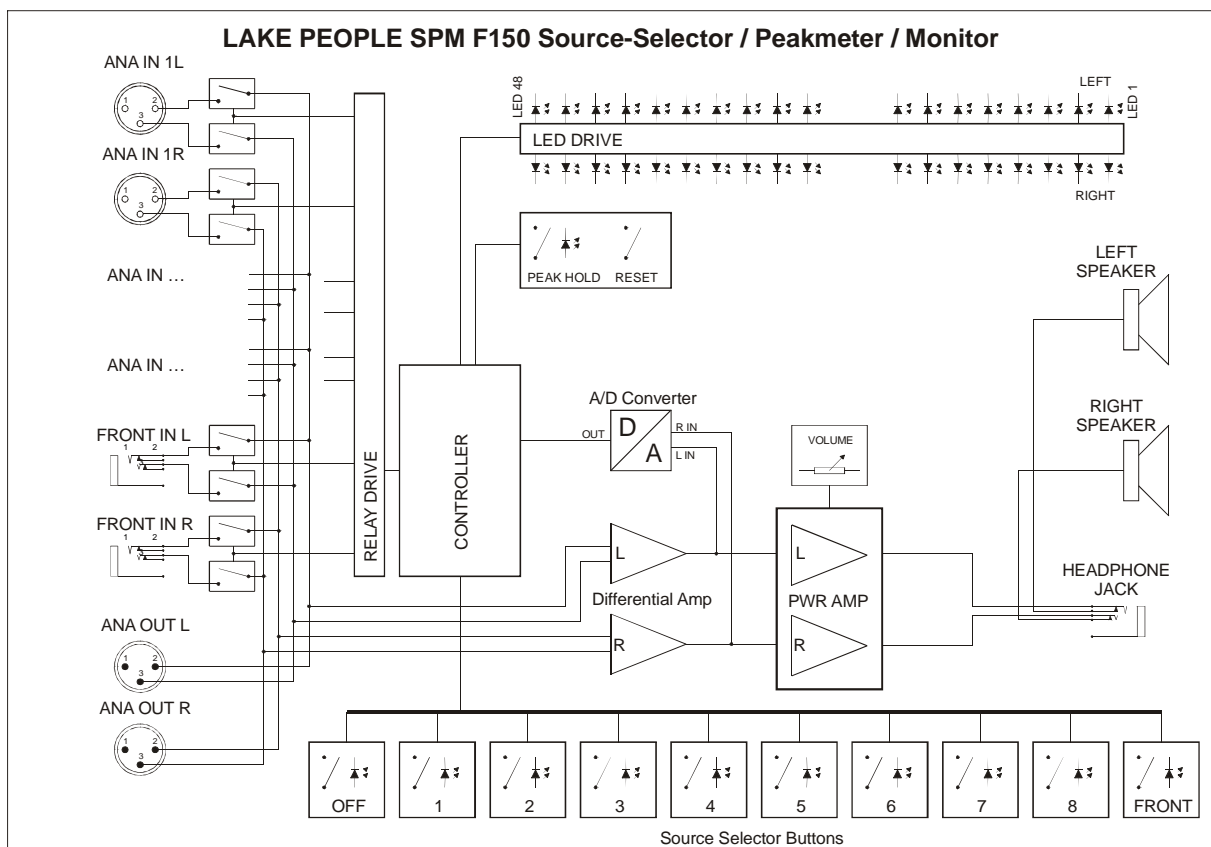 LAKE PEOPLE SPM F150 Source-Selector / Peakmeter / Monitor
ANA IN 1L
1 2
3
ANA IN 1R
1 2
3
ANA IN …
ANA IN …
FRONT IN L
1 2
FRONT IN R
1 2
ANA OUT L
1 2
3
ANA OUT R
1 2
3
RELAY DRIVE
CONTROLLER
LED 48
LEFT
LED 1
LED DRIVE
RIGHT
PEAK HOLD RESET
A/D Converter
OUT
D
A
R IN
L IN
VOLUME
L
Differential Amp
R
L
PWR AMP
R
LEFT
SPEAKER
RIGHT
SPEAKER
HEADPHONE
JACK
OFF 1 2 3 4 5 6 7 8 FRONT
Source Selector Buttons